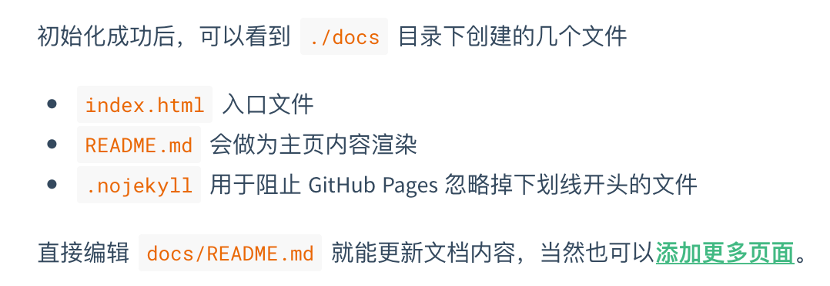 初始化成功后，可以看到 ./docs 目录下创建的几个文件
• index.html 入口文件
• README.md 会做为主页内容渲染
• .nojekyll 用于阻止 GitHub Pages 忽略掉下划线开头的文件
直接编辑 docs/README.md 就能更新文档内容，当然也可以添加更多页面。